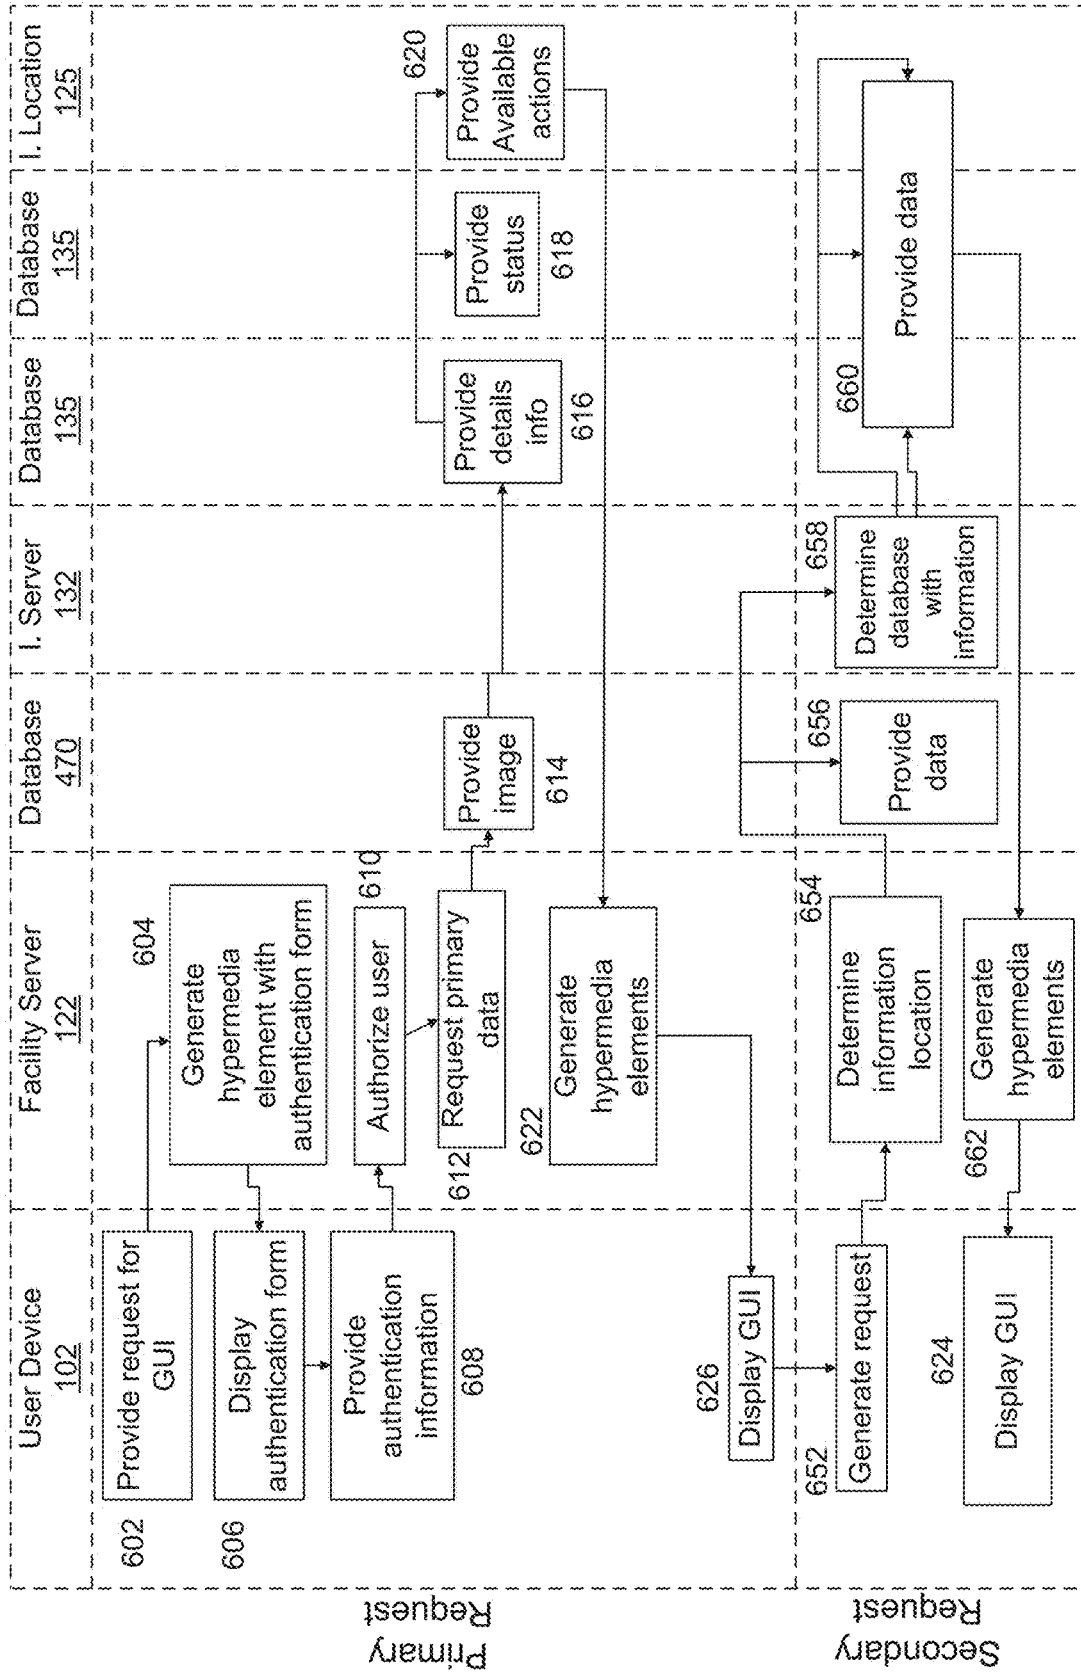 User Device
102
Facility Server
122
Database
470
I. Server
132
Database
135
Database
135
I. Location
125
Primary
Request
602
Provide request for
GUI
604
Generate
hypermedia
element with
authentication form
606
Display
authentication form
Provide
authentication
information
608
610
Authorize user
612
Request primary
data
Provide
image
614
Provide
details
info
616
Provide
status
618
620
Provide
Available
actions
622
Generate
hypermedia
elements
626
Display GUI
Secondary
Request
652
Generate request
654
Determine
information
location
656
Provide
data
658
Determine
database
with
information
660
Provide data
662
Generate
hypermedia
elements
624
Display GUI